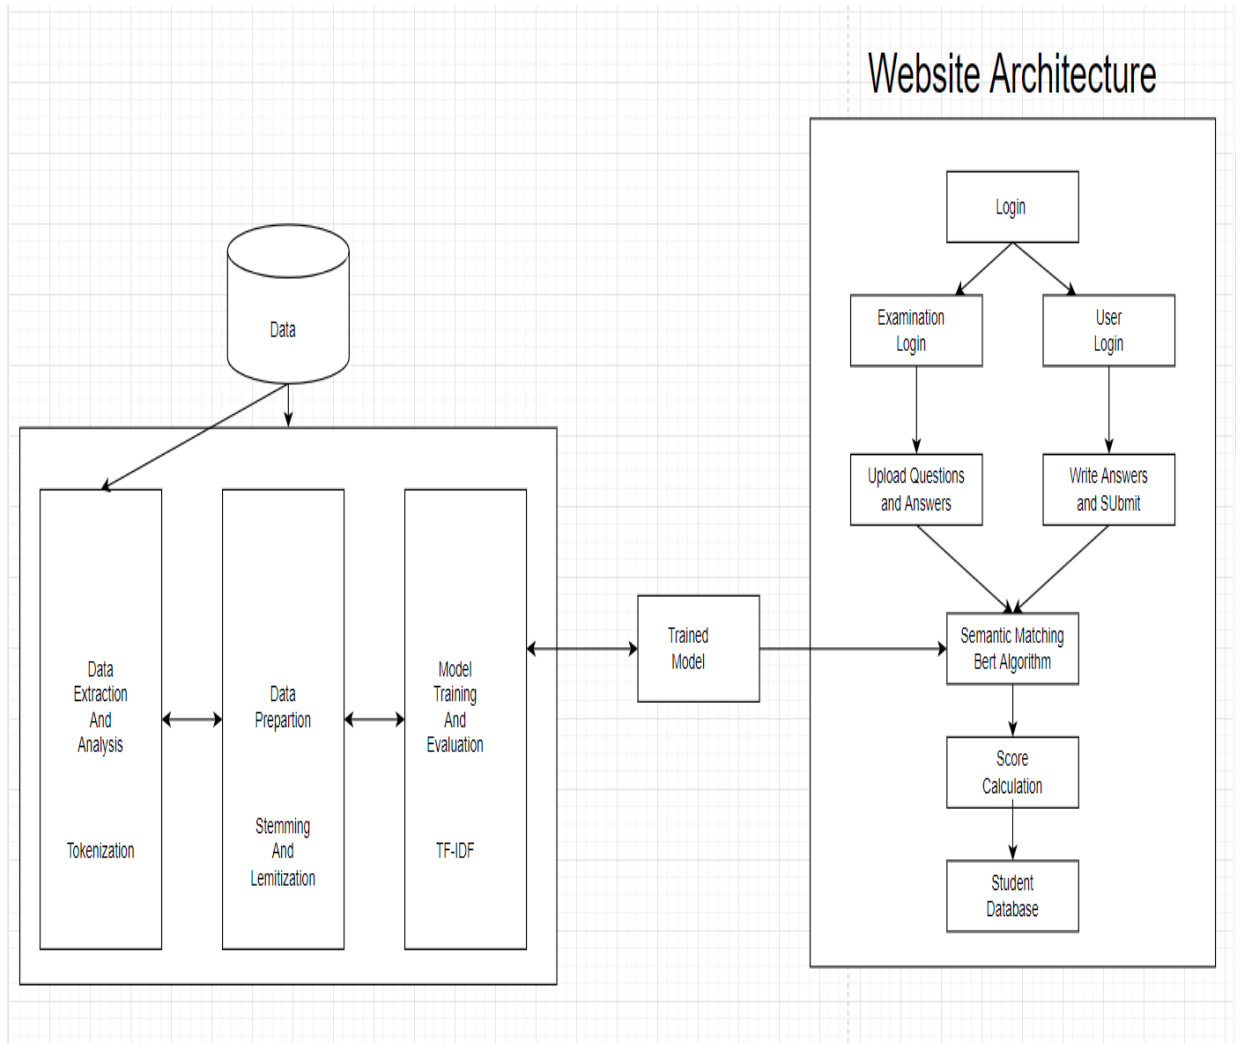 Website Architecture
Data
Data
Extraction
And
Analysis
Tokenization
Data
Prepartion
Stemming
And
Lemitization
Model
Training
And
Evaluation
TF-IDF
Trained
Model
Login
Examination
Login
User
Login
Upload Questions
and Answers
Write Answers
and SUbmit
Semantic Matching
Bert Algorithm
Score
Calculation
Student
Database